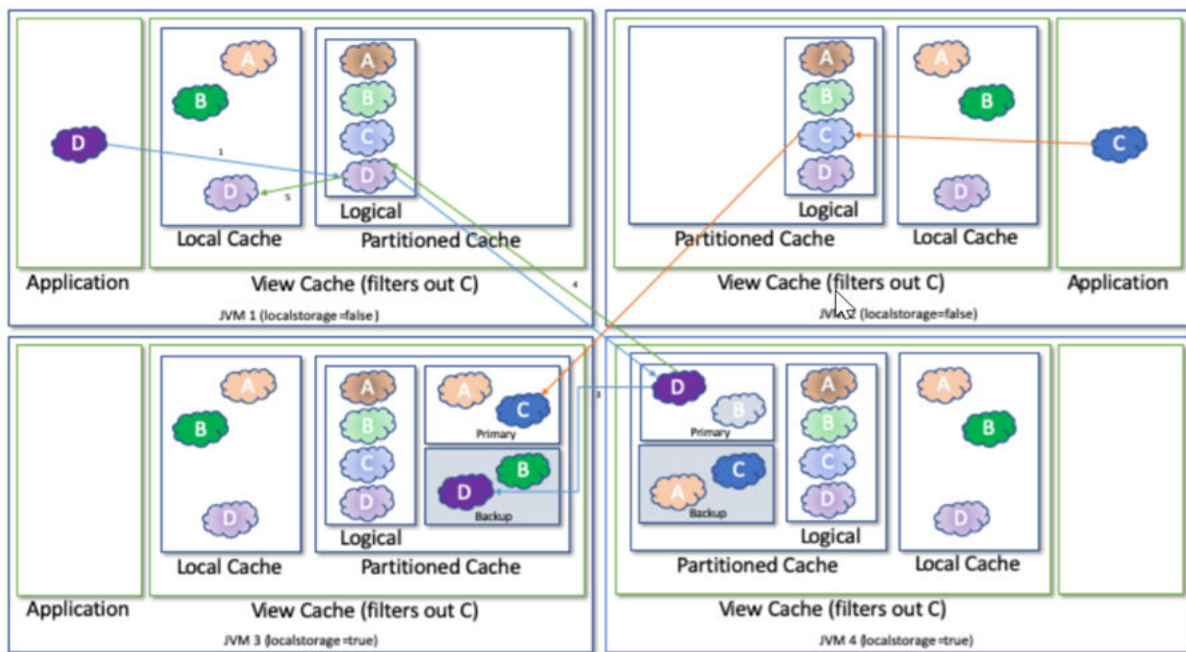 A
B
D
D
Local Cache
A
B
C
D
Logical
Partitioned Cache
1
5
Application
View Cache (filters out C)
4
JVM 1 (localstorage=false)
A
B
C
D
Logical
Partitioned Cache
A
B
D
Local Cache
C
View Cache (filters out C)
Application
(localstorage=false)
A
B
D
Local Cache
A
B
C
D
Logical
A
C
Primary
B
D
Backup
Partitioned Cache
Application
View Cache (filters out C)
JVM 3 (localstorage=true)
3
D
B
Primary
C
A
Backup
A
B
C
D
Logical
Partitioned Cache
A
B
D
Local Cache
View Cache (filters out C)
JVM 4 (localstorage=true)